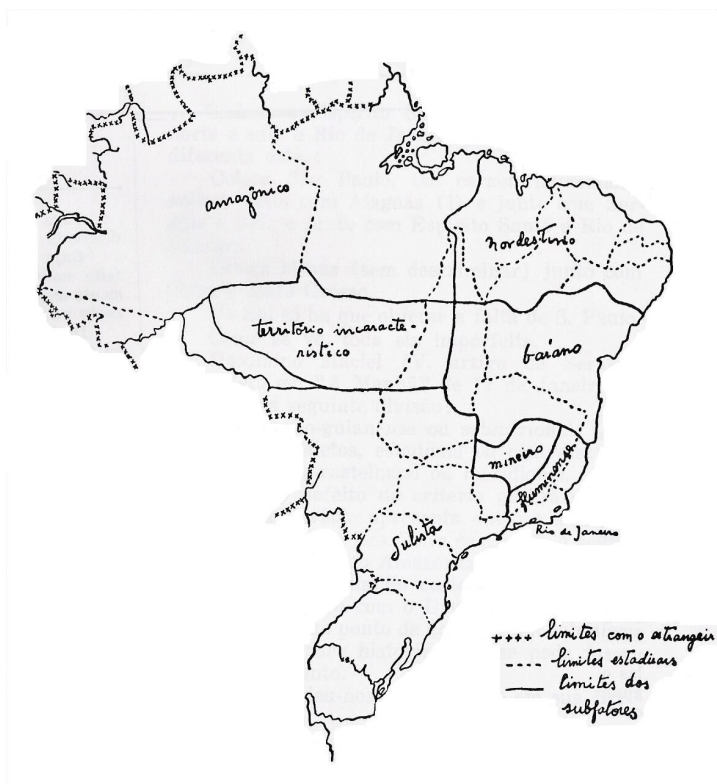 amazônico
nordestino
território incaracte-
rístico
baiano
mineiro
fluminense
Rio de Janeiro
Sulista
limites com o estrangeir
limites estaduais
limites dos
subfatores